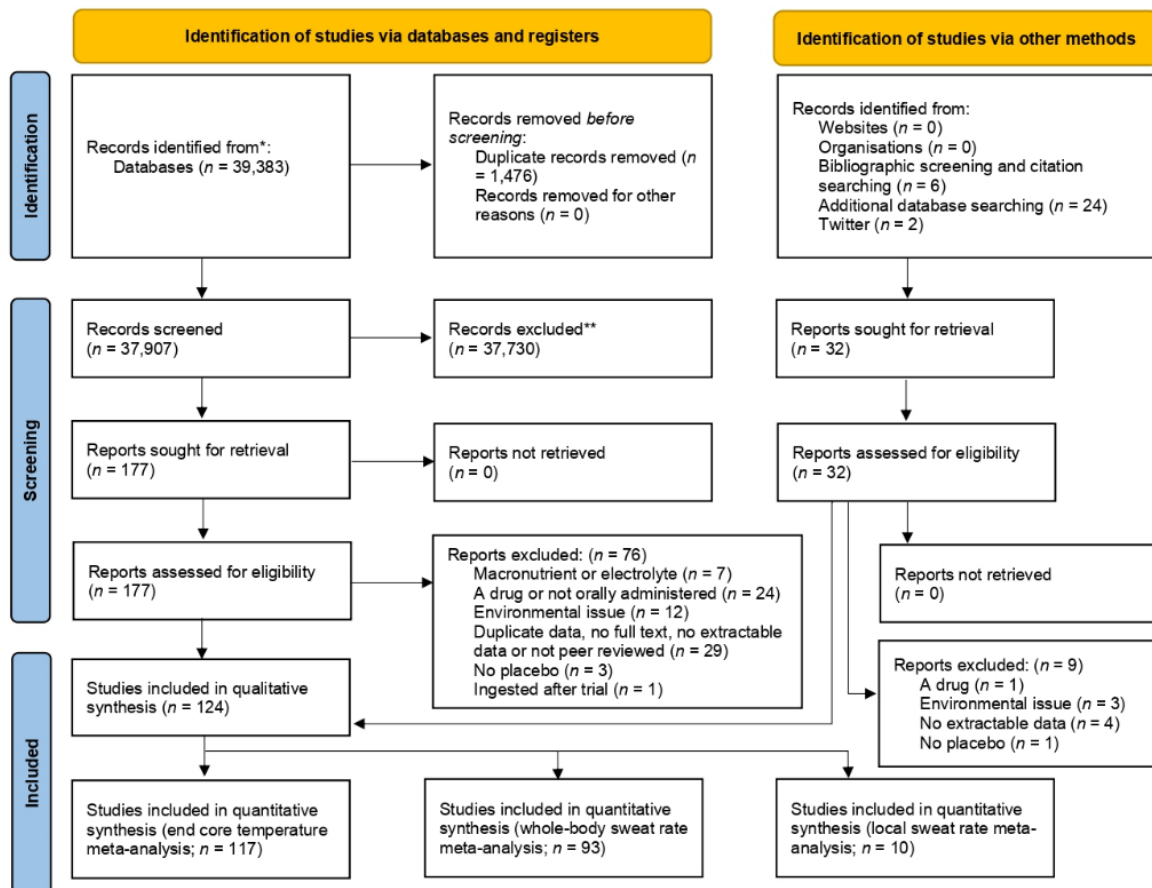 Identification of studies via databases and registers
Identification of studies via other methods
Identification
Records identified from*:
Databases (n = 39,383)
Records removed before
screening:
Duplicate records removed (n
= 1,476)
Records removed for other
reasons (n = 0)
Records identified from:
Websites (n = 0)
Organisations (n = 0)
Bibliographic screening and citation
searching (n = 6)
Additional database searching (n = 24)
Twitter (n = 2)
Screening
Records screened
(n = 37,907)
Records excluded**
(n = 37,730)
Reports sought for retrieval
(n = 32)
Reports sought for retrieval
(n = 177)
Reports not retrieved
(n = 0)
Reports assessed for eligibility
(n = 32)
Reports assessed for eligibility
(n = 177)
Reports excluded: (n = 76)
Macronutrient or electrolyte (n = 7)
A drug or not orally administered (n = 24)
Environmental issue (n = 12)
Duplicate data, no full text, no extractable
data or not peer reviewed (n = 29)
No placebo (n = 3)
Ingested after trial (n = 1)
Reports not retrieved
(n = 0)
Included
Studies included in qualitative
synthesis (n = 124)
Reports excluded: (n = 9)
A drug (n = 1)
Environmental issue (n = 3)
No extractable data (n = 4)
No placebo (n = 1)
Studies included in quantitative
synthesis (end core temperature
meta-analysis; n = 117)
Studies included in quantitative
synthesis (whole-body sweat rate
meta-analysis; n = 93)
Studies included in quantitative
synthesis (local sweat rate meta-
analysis; n = 10)